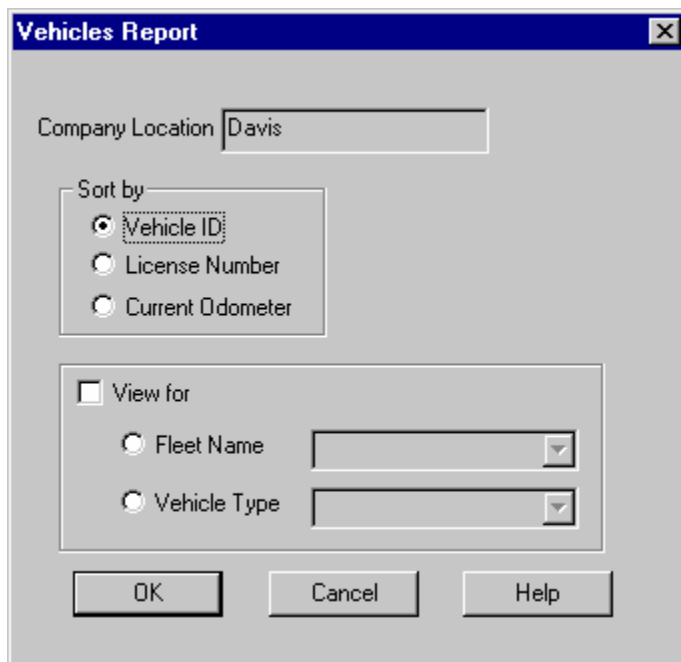 Vehicles Report
Company Location Davis
Sort by
Vehicle ID
License Number
Current Odometer
View for
Fleet Name
Vehicle Type
OK Cancel Help